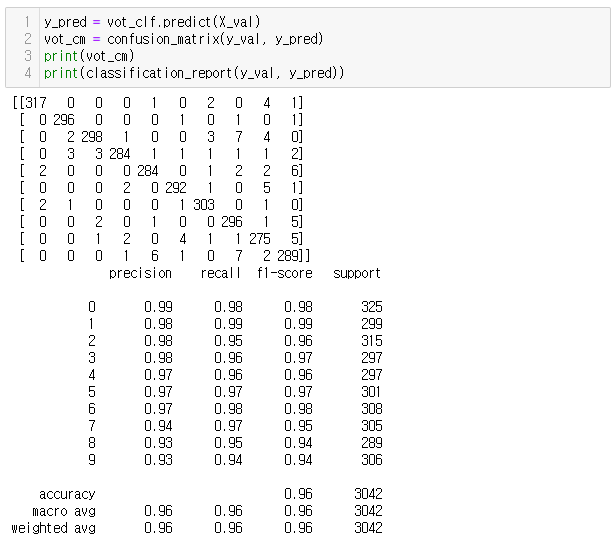 1 y_pred = vot_clf.predict(X_val)
2 vot_cm = confusion_matrix(y_val, y_pred)
3 print(vot_cm)
4 print(classification_report(y_val, y_pred))
[[317 0 0 0 1 0 2 0 4 1]
[ 0 296 0 0 0 1 0 1 0 1]
[ 0 2 298 1 0 0 3 7 4 0]
[ 0 3 3 284 1 1 1 1 1 2]
[ 2 0 0 0 284 0 1 2 2 6]
[ 0 0 0 2 0 292 1 0 5 1]
[ 2 1 0 0 0 1 303 0 1 0]
[ 0 0 2 0 1 0 0 296 1 5]
[ 0 0 1 2 0 4 1 1 275 5]
[ 0 0 0 1 6 1 0 7 2 289]]
precision recall f1-score support
0 0.99 0.98 0.98 325
1 0.98 0.99 0.99 299
2 0.98 0.95 0.96 315
3 0.98 0.96 0.97 297
4 0.97 0.96 0.96 297
5 0.97 0.97 0.97 301
6 0.97 0.98 0.98 308
7 0.94 0.97 0.95 305
8 0.93 0.95 0.94 289
9 0.93 0.94 0.94 306
accuracy 0.96 3042
macro avg 0.96 0.96 0.96 3042
weighted avg 0.96 0.96 0.96 3042